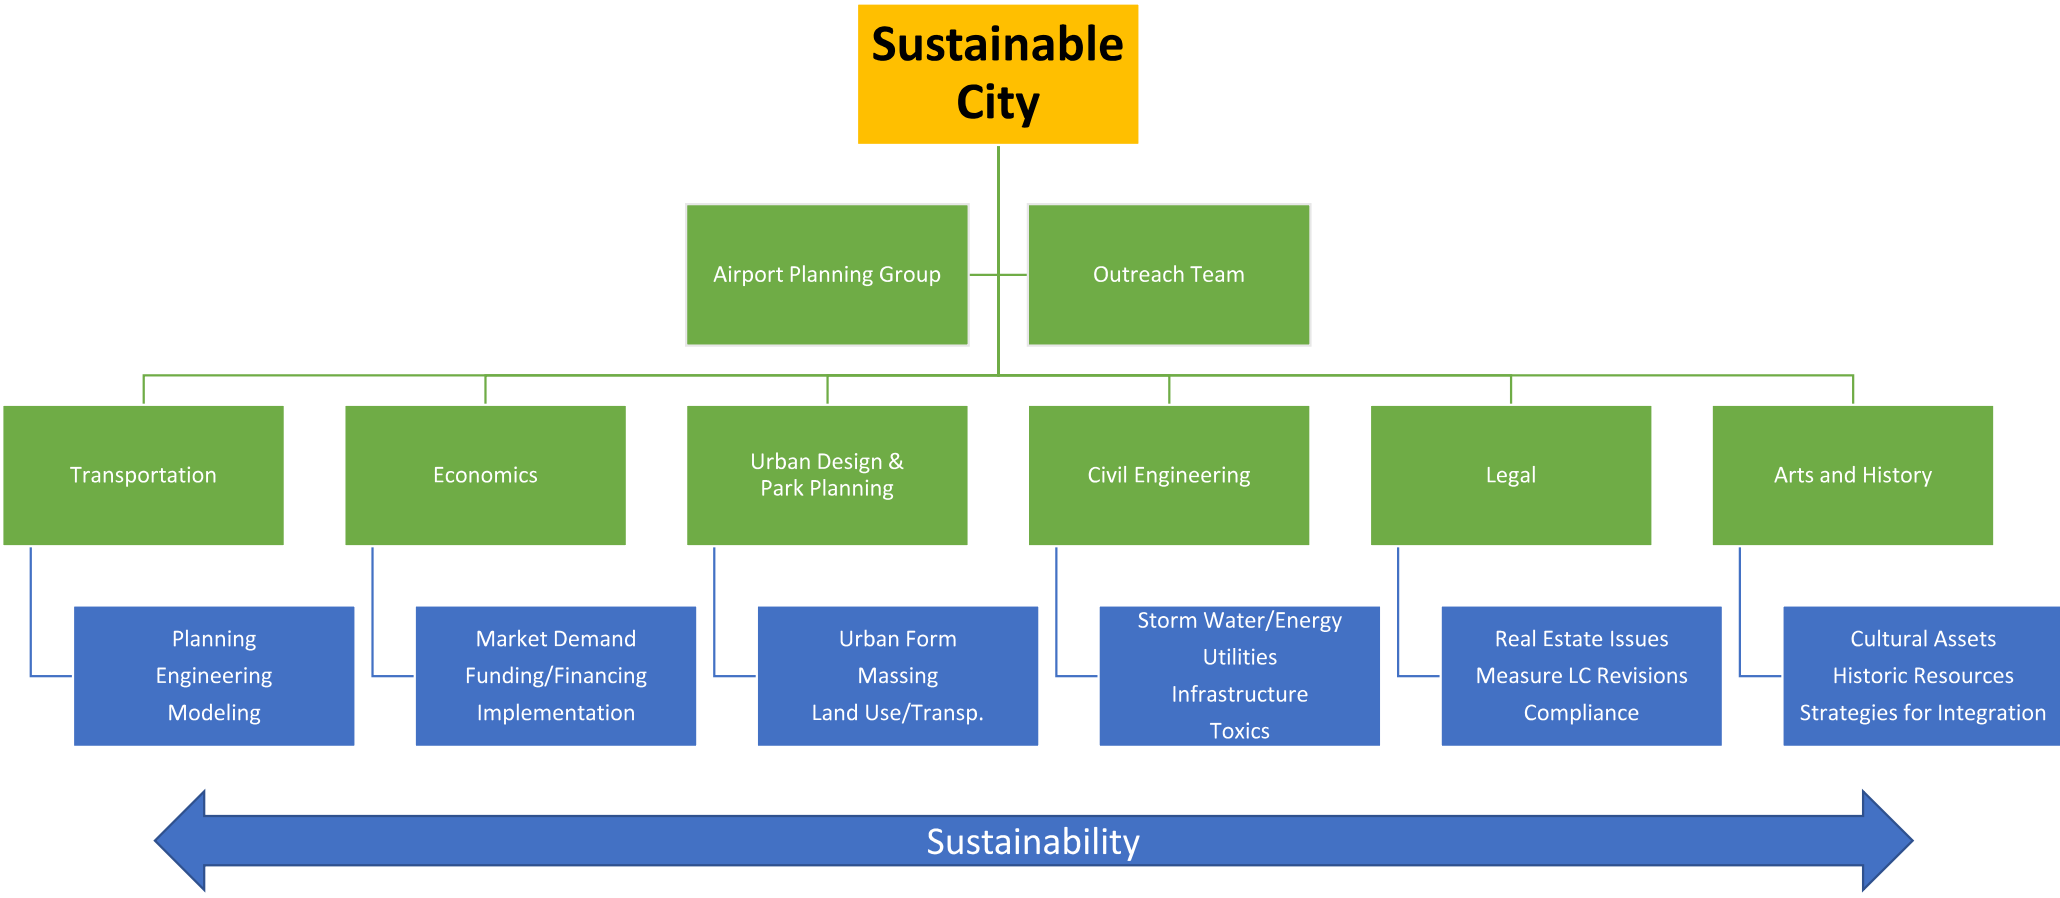 Sustainable
City
Airport Planning Group
Outreach Team
Transportation
Economics
Urban Design &
Park Planning
Civil Engineering
Legal
Arts and History
Planning
Engineering
Modeling
Market Demand
Funding/Financing
Implementation
Urban Form
Massing
Land Use/Transp.
Storm Water/Energy
Utilities
Infrastructure
Toxics
Real Estate Issues
Measure LC Revisions
Compliance
Cultural Assets
Historic Resources
Strategies for Integration
Sustainability